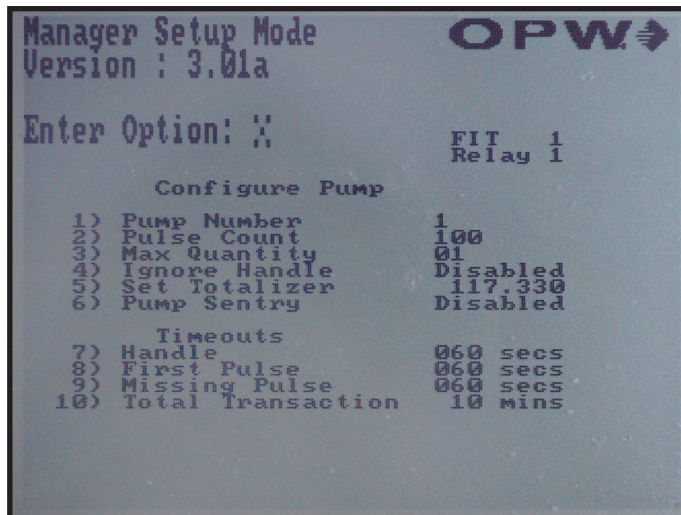 Manager Setup Mode
OPW
Version : 3.01a
Enter Option:
FIT 1
Relay 1
Configure Pump
1) Pump Number 1
2) Pulse Count 100
3) Max Quantity 01
4) Ignore Handle Disabled
5) Set Totalizer 117.330
6) Pump Sentry Disabled
Timeouts
7) Handle 060 secs
8) First Pulse 060 secs
9) Missing Pulse 060 secs
10) Total Transaction 10 mins